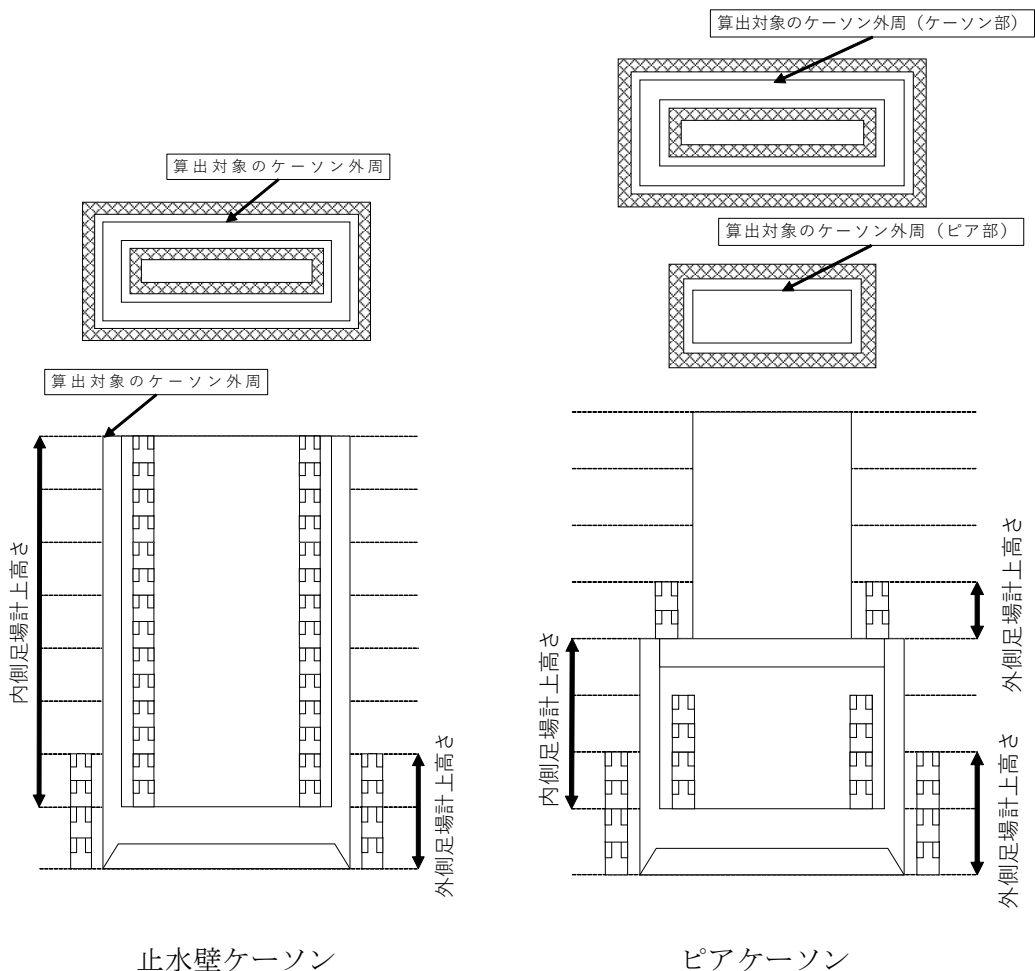 算出対象のケーソン外周（ケーソン部）
算出対象のケーソン外周
算出対象のケーソン外周（ピア部）
算出対象のケーソン外周
内側足場計上高さ
外側足場計上高さ
内側足場計上高さ
外側足場計上高さ
外側足場計上高さ
止水壁ケーソン
ピアケーソン